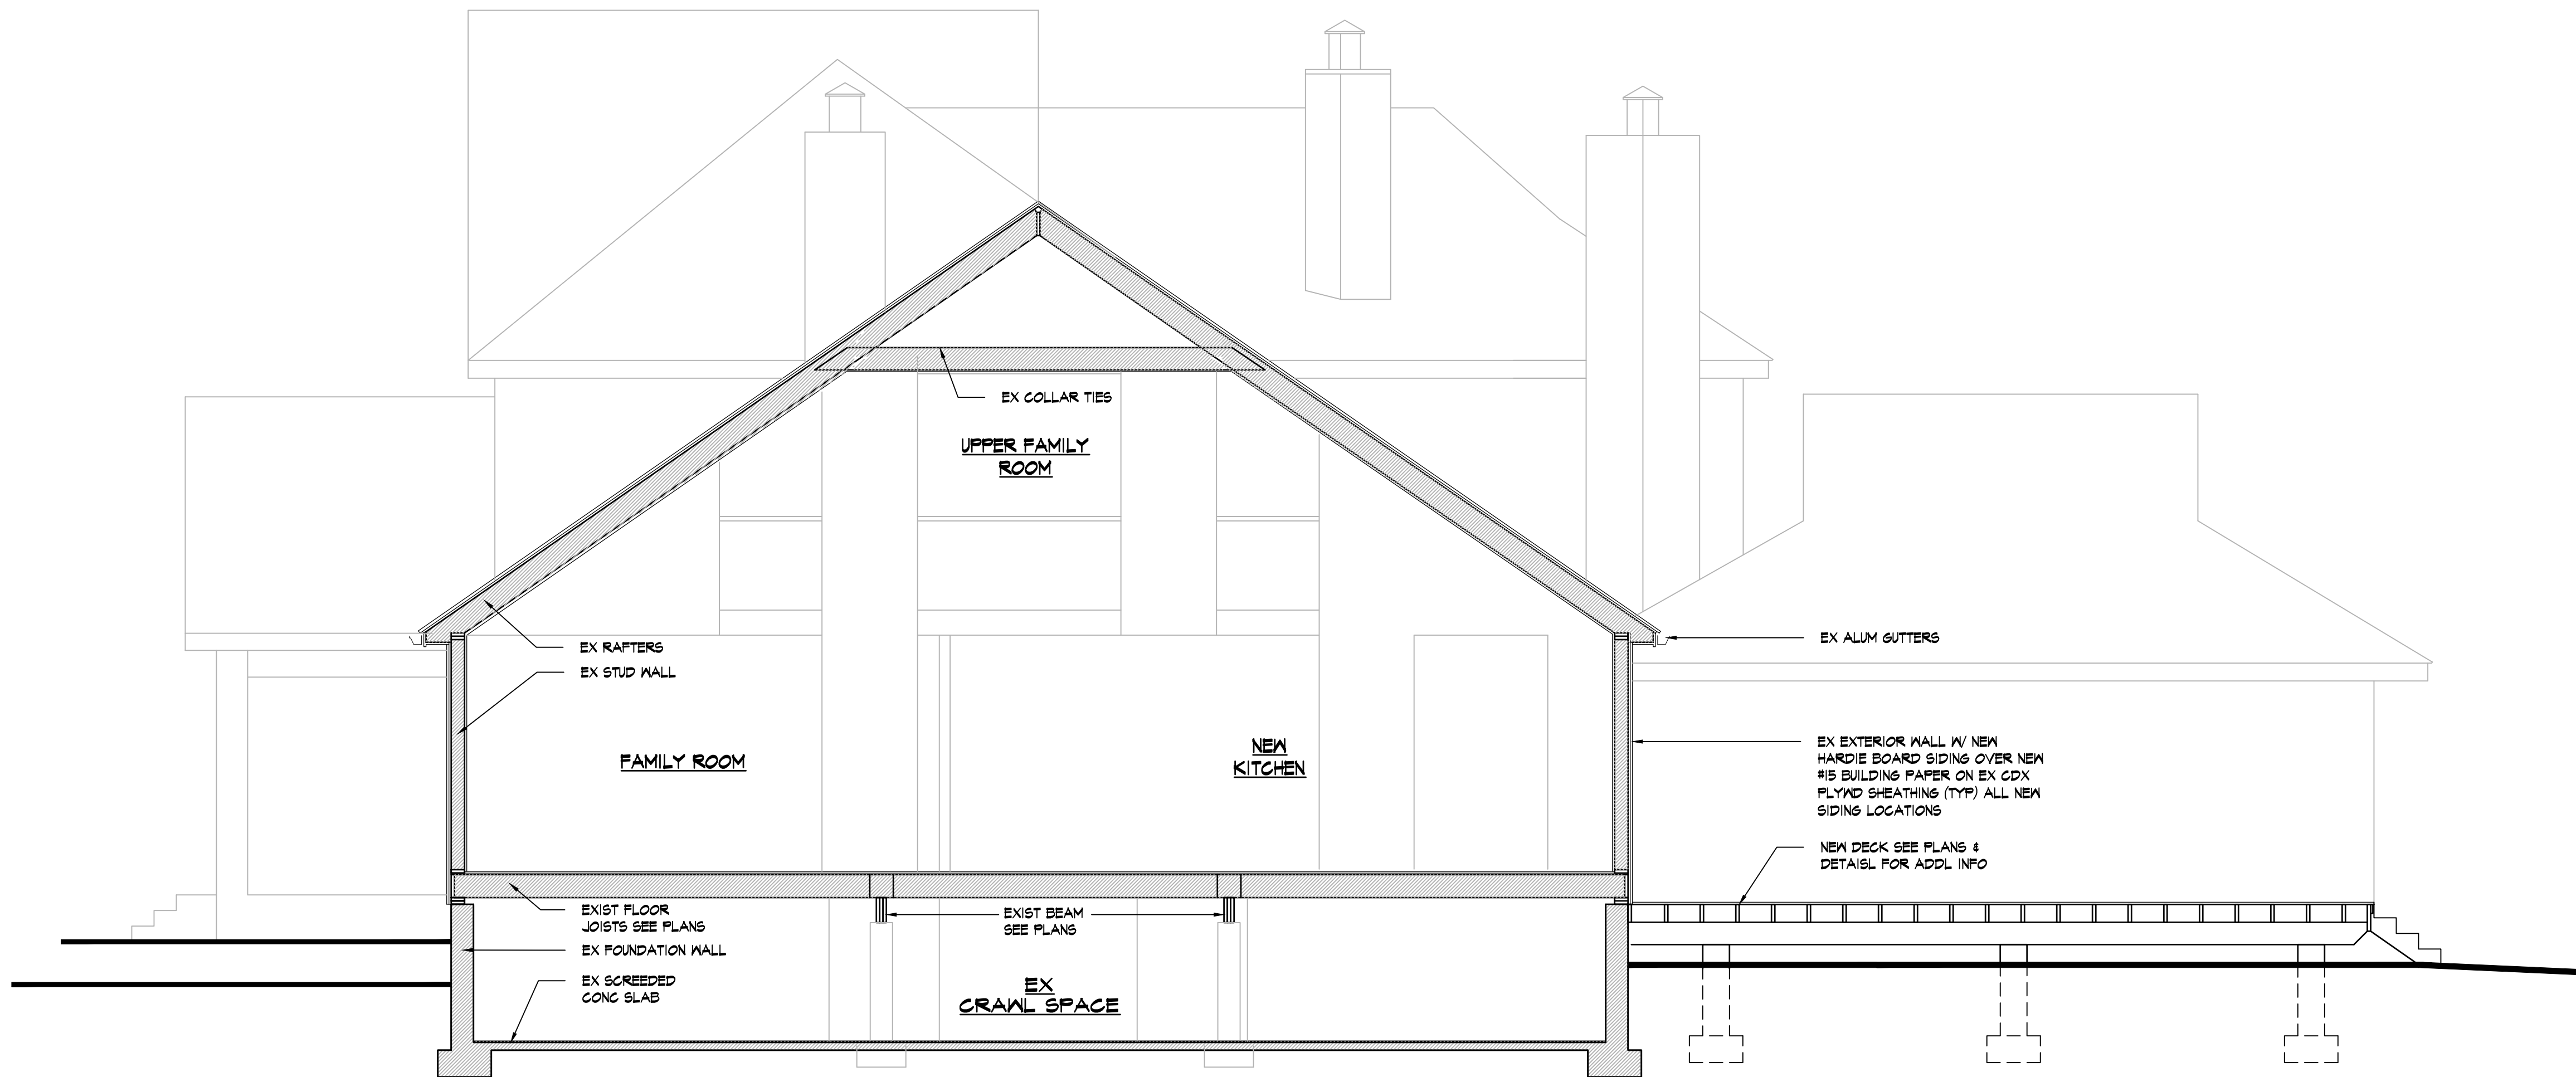 EX COLLAR TIES
UPPER FAMILY
ROOM
EX RAFTERS
EX STUD WALL
EX ALUM GUTTERS
FAMILY ROOM
NEW
KITCHEN
EX EXTERIOR WALL W/ NEW
HARDIE BOARD SIDING OVER NEW
#15 BUILDING PAPER ON EX CDX
PLYWD SHEATHING (TYP) ALL NEW
SIDING LOCATIONS
NEW DECK SEE PLANS &
DETAISL FOR ADDL INFO
EXIST FLOOR
JOISTS SEE PLANS
EXIST BEAM
SEE PLANS
EX FOUNDATION WALL
EX SCREEDED
CONC SLAB
EX
CRAWL SPACE